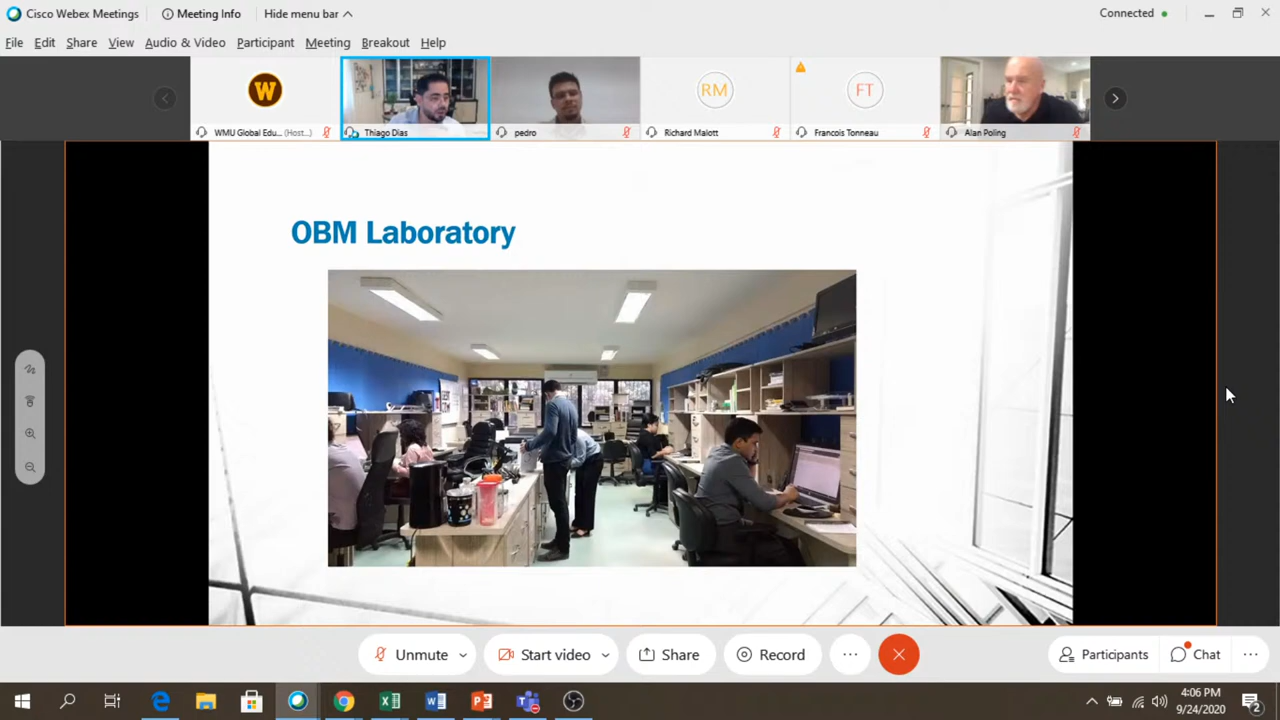 Cisco Webex Meetings Meeting Info Hide menu bar Connected
File Edit Share View Audio & Video Participant Meeting Breakout Help
W RM FT
WMU Global Edu... (Host... Thiago Dias pedro Richard Malott Francois Tonneau Alan Poling
OBM Laboratory
Unmute Start video Share Record Participants Chat
4:06 PM
9/24/2020 2